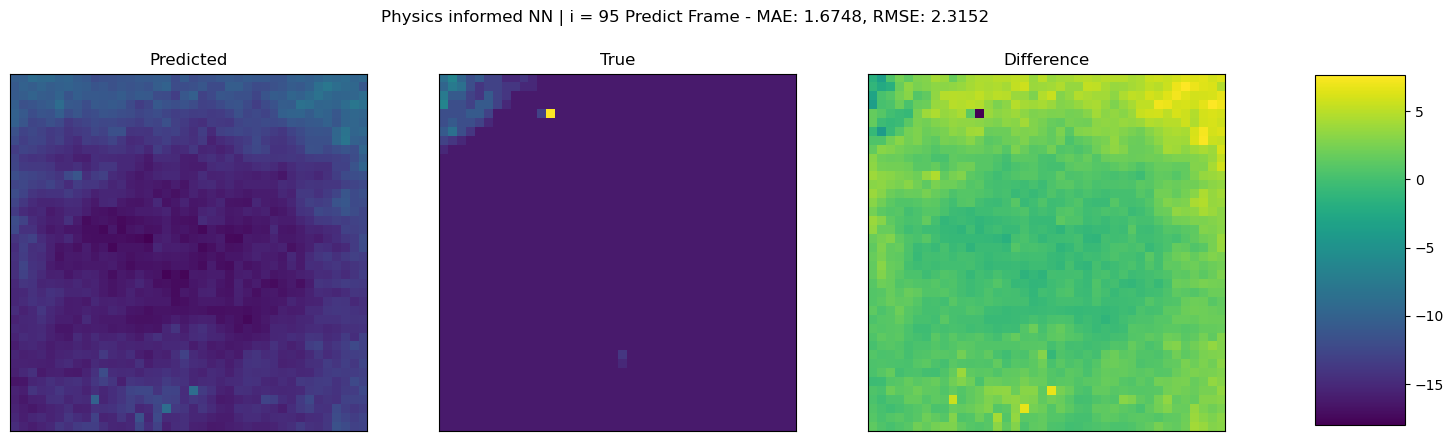 Physics informed NN | i = 95 Predict Frame - MAE: 1.6748, RMSE: 2.3152
Predicted
True
Difference
5
0
−5
−10
−15